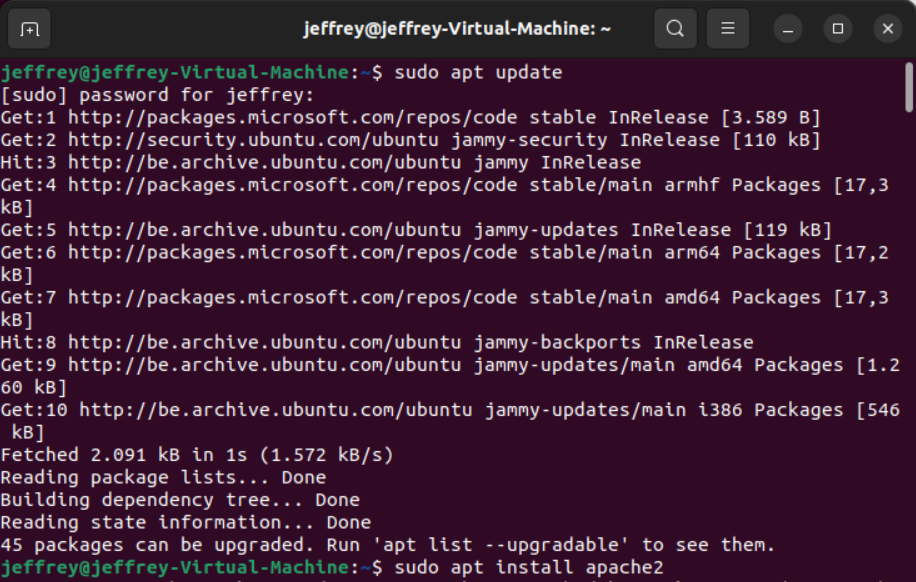 jeffrey@jeffrey-Virtual-Machine: ~
jeffrey@jeffrey-Virtual-Machine:~$ sudo apt update
[sudo] password for jeffrey:
Get:1 http://packages.microsoft.com/repos/code stable InRelease [3.589 B]
Get:2 http://security.ubuntu.com/ubuntu jammy-security InRelease [110 kB]
Hit:3 http://be.archive.ubuntu.com/ubuntu jammy InRelease
Get:4 http://packages.microsoft.com/repos/code stable/main armhf Packages [17,3
kB]
Get:5 http://be.archive.ubuntu.com/ubuntu jammy-updates InRelease [119 kB]
Get:6 http://packages.microsoft.com/repos/code stable/main arm64 Packages [17,2
kB]
Get:7 http://packages.microsoft.com/repos/code stable/main amd64 Packages [17,3
kB]
Hit:8 http://be.archive.ubuntu.com/ubuntu jammy-backports InRelease
Get:9 http://be.archive.ubuntu.com/ubuntu jammy-updates/main amd64 Packages [1.2
60 kB]
Get:10 http://be.archive.ubuntu.com/ubuntu jammy-updates/main i386 Packages [546
 kB]
Fetched 2.091 kB in 1s (1.572 kB/s)
Reading package lists... Done
Building dependency tree... Done
Reading state information... Done
45 packages can be upgraded. Run 'apt list --upgradable' to see them.
jeffrey@jeffrey-Virtual-Machine:~$ sudo apt install apache2